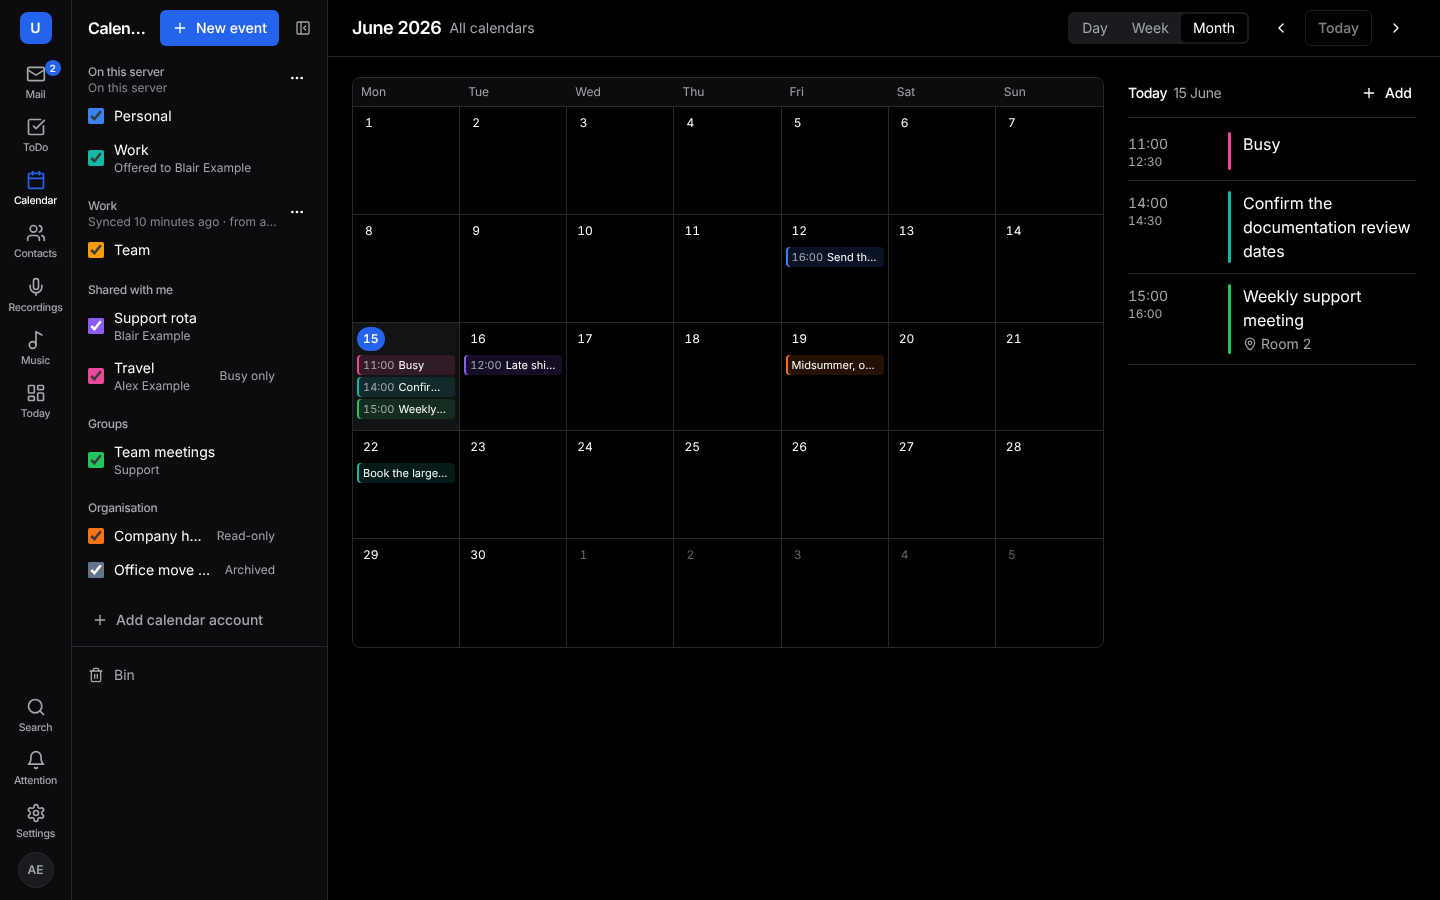 U
2
Mail
ToDo
Calendar
Contacts
Recordings
Music
Today
Search
Attention
Settings
AE
Calen...
New event
On this server
On this server
Personal
Work
Offered to Blair Example
Work
Synced 10 minutes ago · from a...
Team
Shared with me
Support rota
Blair Example
Travel
Alex Example
Busy only
Groups
Team meetings
Support
Organisation
Company h...
Read-only
Office move ...
Archived
Add calendar account
Bin
June 2026 All calendars
Day Week Month
Today
Mon Tue Wed Thu Fri Sat Sun
1 2 3 4 5 6 7
8 9 10 11 12 13 14
16:00 Send th...
15 16 17 18 19 20 21
11:00 Busy
12:00 Late shi...
Midsummer, o...
14:00 Confir...
15:00 Weekly...
22 23 24 25 26 27 28
Book the large...
29 30 1 2 3 4 5
Today 15 June
Add
11:00
12:30
Busy
14:00
14:30
Confirm the
documentation review
dates
15:00
16:00
Weekly support
meeting
Room 2